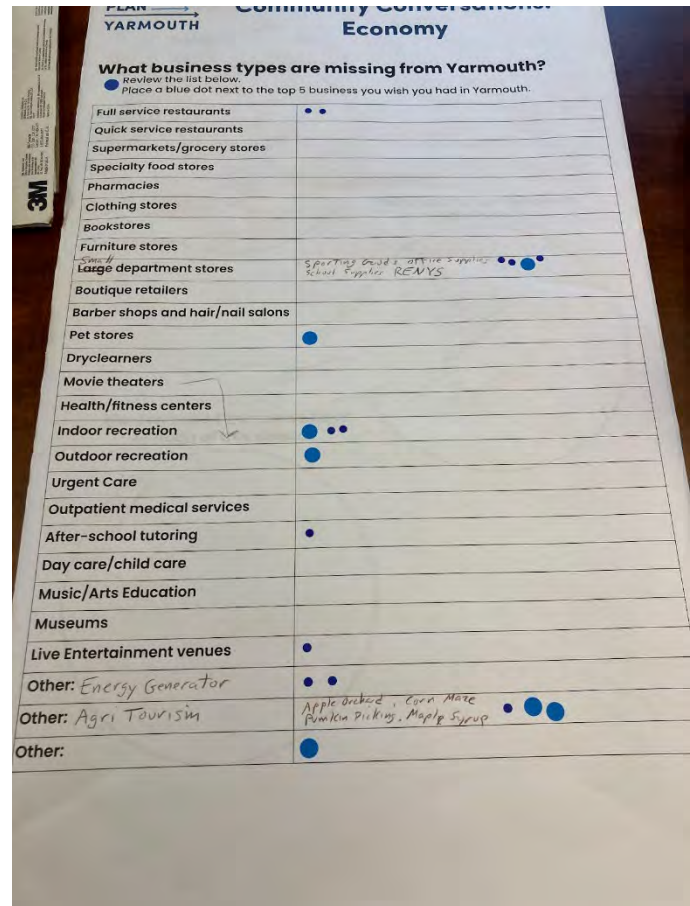 PLAN
YARMOUTH
Community Conversations:
Economy
What business types are missing from Yarmouth?
Review the list below.
Place a blue dot next to the top 5 business you wish you had in Yarmouth.
Full service restaurants
Quick service restaurants
Supermarkets/grocery stores
Specialty food stores
Pharmacies
Clothing stores
Bookstores
Furniture stores
Small
Large department stores
Sporting Goods, office supplies
School Supplies RENYS
Boutique retailers
Barber shops and hair/nail salons
Pet stores
Drycleaners
Movie theaters
Health/fitness centers
Indoor recreation
Outdoor recreation
Urgent Care
Outpatient medical services
After-school tutoring
Day care/child care
Music/Arts Education
Museums
Live Entertainment venues
Other: Energy Generator
Other: Agri Tourism
Apple Orchard, Corn Maze
Pumkin Picking, Maple Syrup
Other:
3M